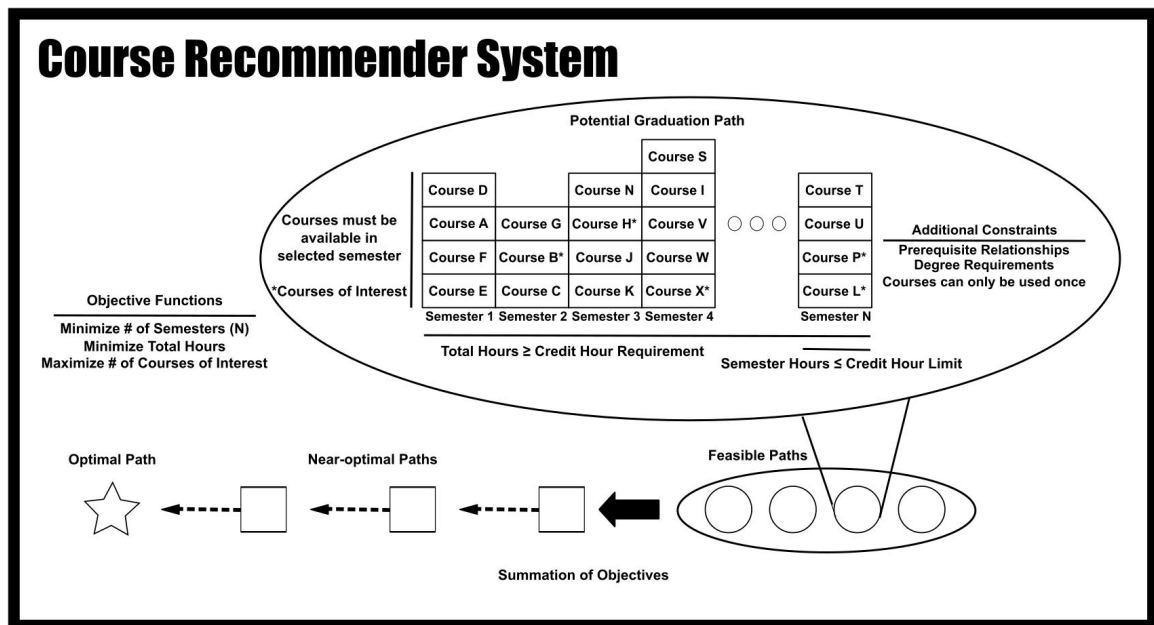 Course Recommender System
Potential Graduation Path
Course S
Course D
Course N
Course I
Course T
Courses must be
available in
selected semester
Course A
Course G
Course H*
Course V
Course U
Course F
Course B*
Course J
Course W
Course P*
*Courses of Interest
Course E
Course C
Course K
Course X*
Course L*
Semester 1
Semester 2
Semester 3
Semester 4
Semester N
Additional Constraints
Prerequisite Relationships
Degree Requirements
Courses can only be used once
Total Hours ≥ Credit Hour Requirement
Semester Hours ≤ Credit Hour Limit
Objective Functions
Minimize # of Semesters (N)
Minimize Total Hours
Maximize # of Courses of Interest
Optimal Path
Near-optimal Paths
Feasible Paths
Summation of Objectives